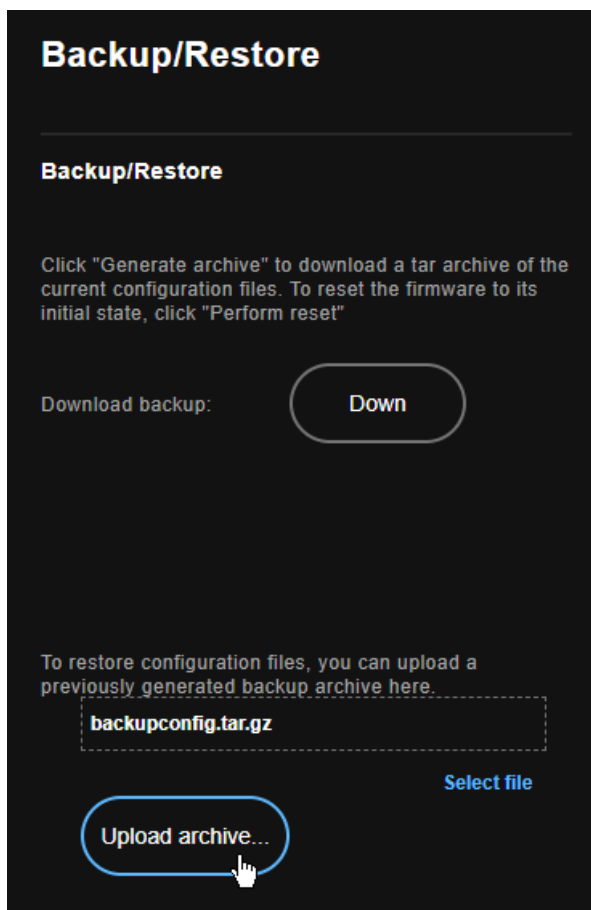 Backup/Restore
Backup/Restore
Click "Generate archive" to download a tar archive of the
current configuration files. To reset the firmware to its
initial state, click "Perform reset"
Download backup:
Down
To restore configuration files, you can upload a
previously generated backup archive here.
backupconfig.tar.gz
Select file
Upload archive...